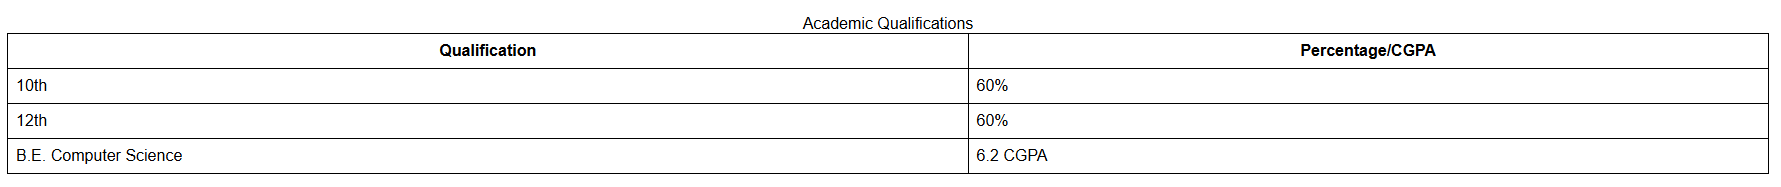 Academic Qualifications
Qualification Percentage/CGPA
10th 60%
12th 60%
B.E. Computer Science 6.2 CGPA